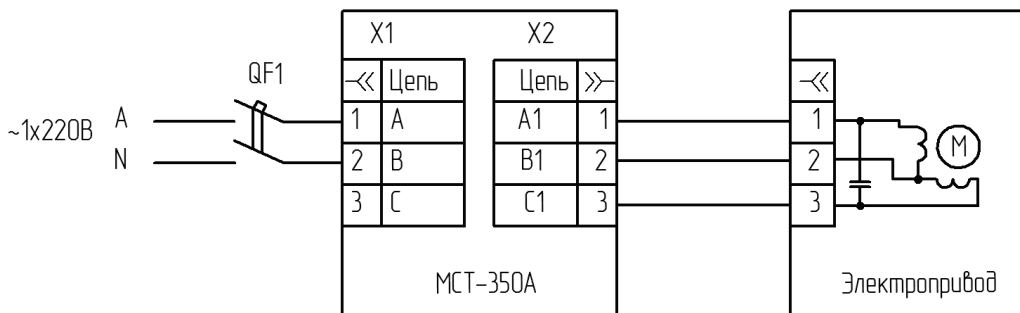 ~1x220В
A
N
QF1
X1
X2
Цепь
1 A
2 B
3 C
Цепь
A1 1
B1 2
C1 3
МСТ-350А
1
2
3
М
Электропривод